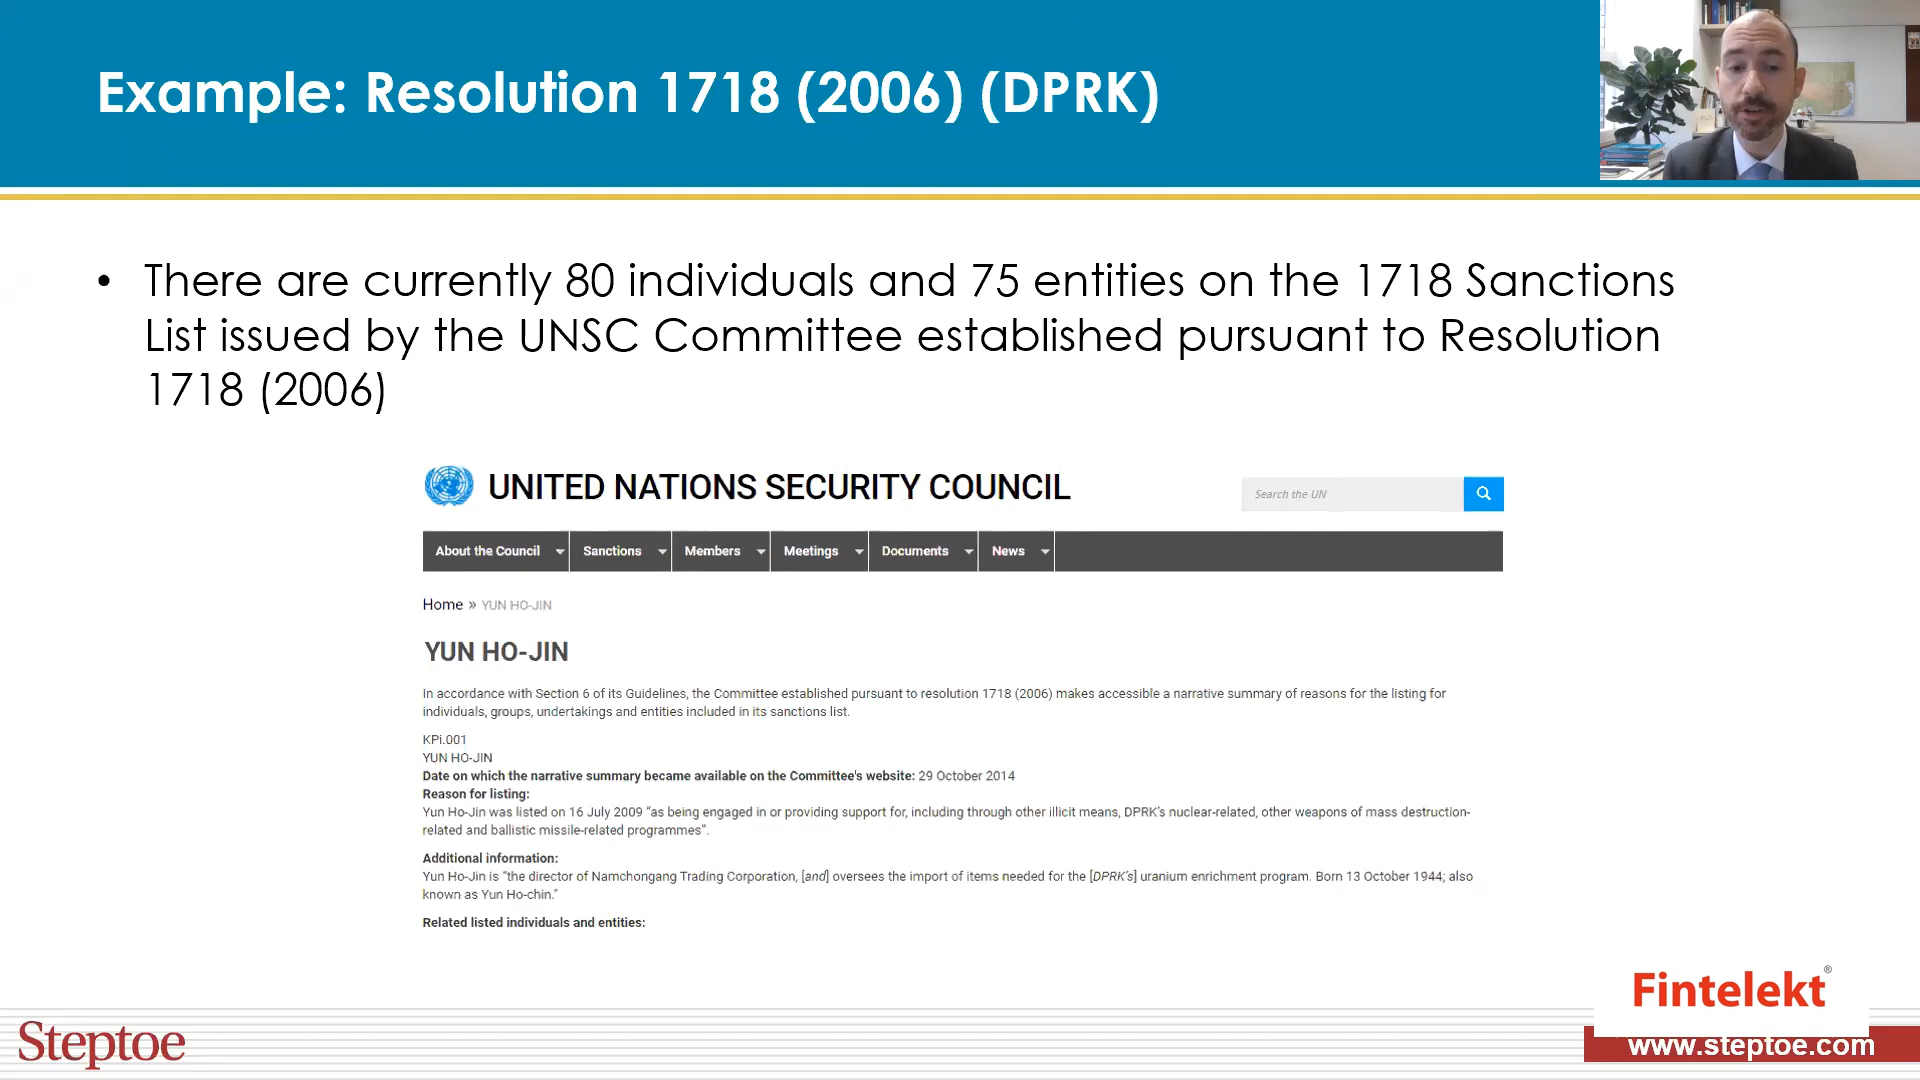 Example: Resolution 1718 (2006) (DPRK)
• There are currently 80 individuals and 75 entities on the 1718 Sanctions
List issued by the UNSC Committee established pursuant to Resolution
1718 (2006)
UNITED NATIONS SECURITY COUNCIL
Search the UN
About the Council Sanctions Members Meetings Documents News
Home » YUN HO-JIN
YUN HO-JIN
In accordance with Section 6 of its Guidelines, the Committee established pursuant to resolution 1718 (2006) makes accessible a narrative summary of reasons for the listing for
individuals, groups, undertakings and entities included in its sanctions list.
KPi.001
YUN HO-JIN
Date on which the narrative summary became available on the Committee's website: 29 October 2014
Reason for listing:
Yun Ho-Jin was listed on 16 July 2009 “as being engaged in or providing support for, including through other illicit means, DPRK’s nuclear-related, other weapons of mass destruction-
related and ballistic missile-related programmes”.
Additional information:
Yun Ho-Jin is “the director of Namchongang Trading Corporation, [and] oversees the import of items needed for the [DPRK’s] uranium enrichment program. Born 13 October 1944; also
known as Yun Ho-chin.”
Related listed individuals and entities:
Fintelekt®
Steptoe
www.steptoe.com